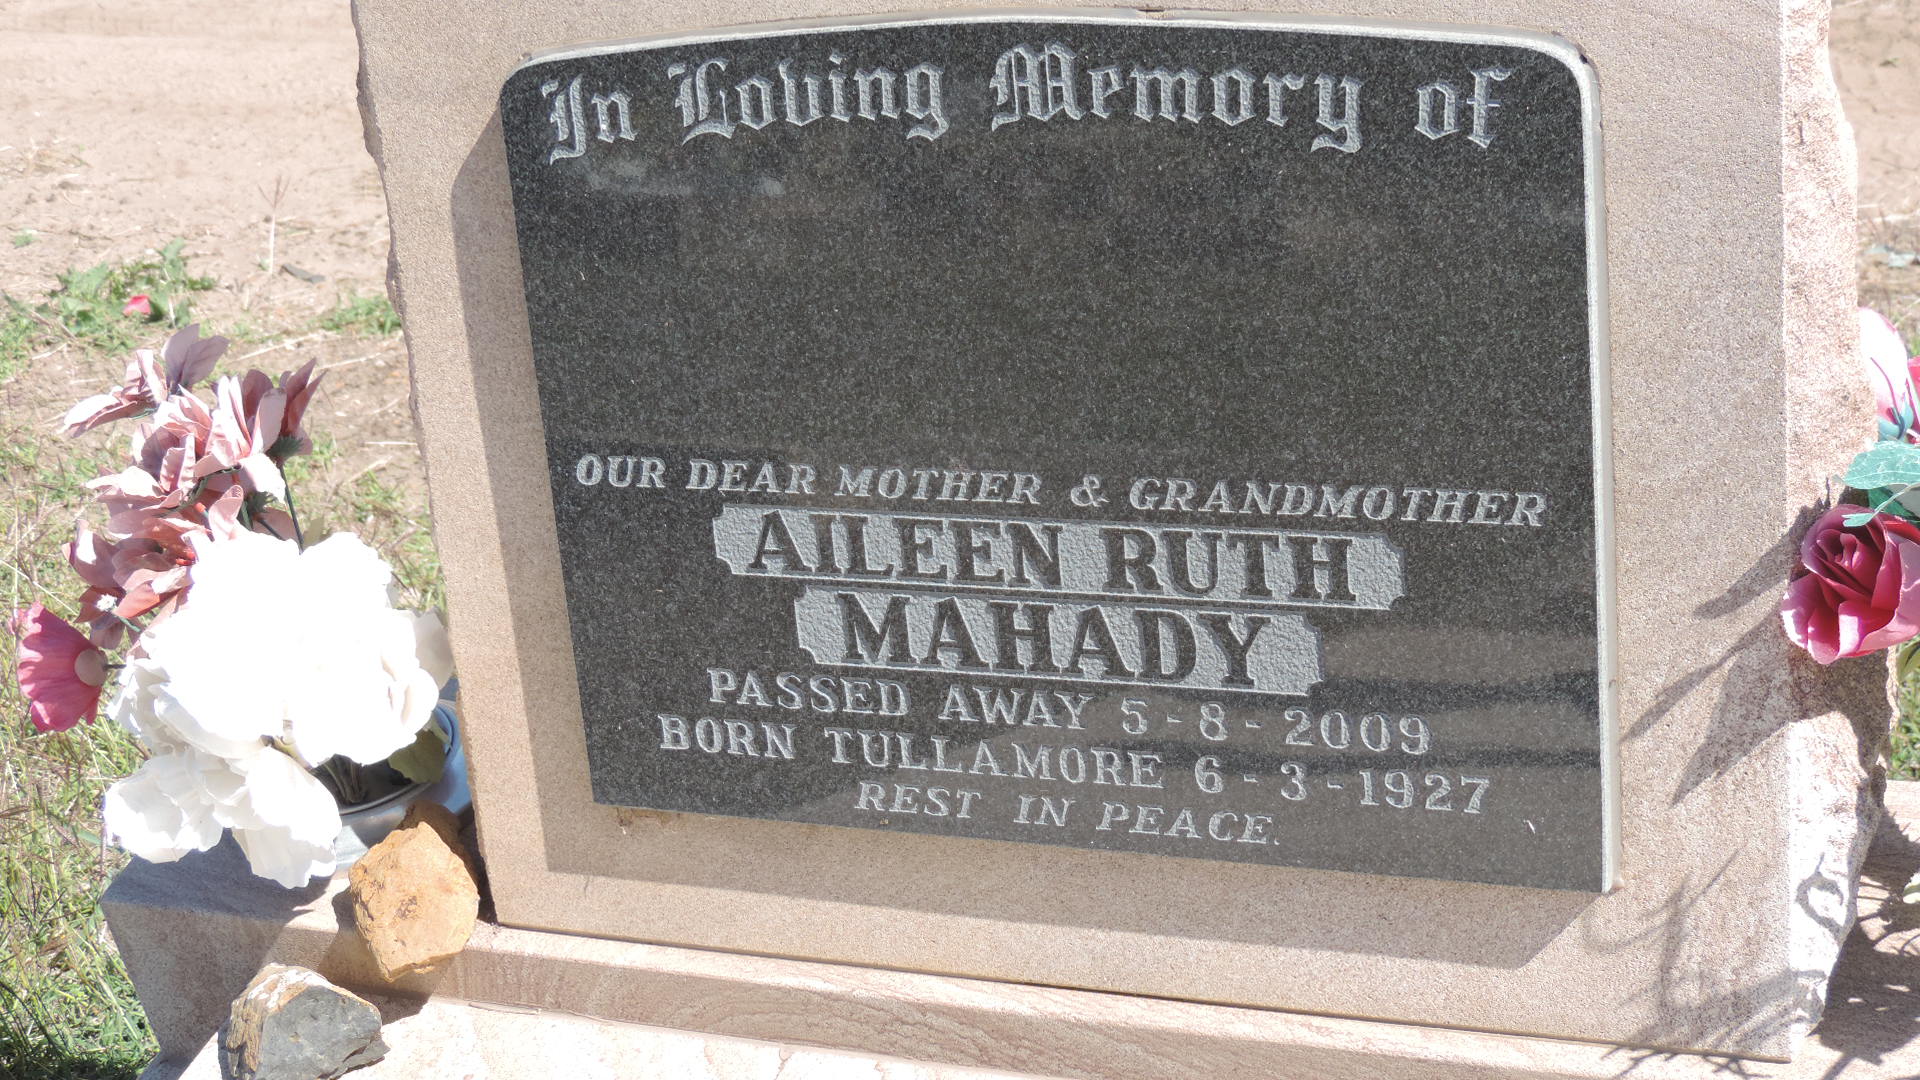 In Loving Memory of
OUR DEAR MOTHER & GRANDMOTHER
AILEEN RUTH
MAHADY
PASSED AWAY 5-8-2009
BORN TULLAMORE 6-3-1927
REST IN PEACE.